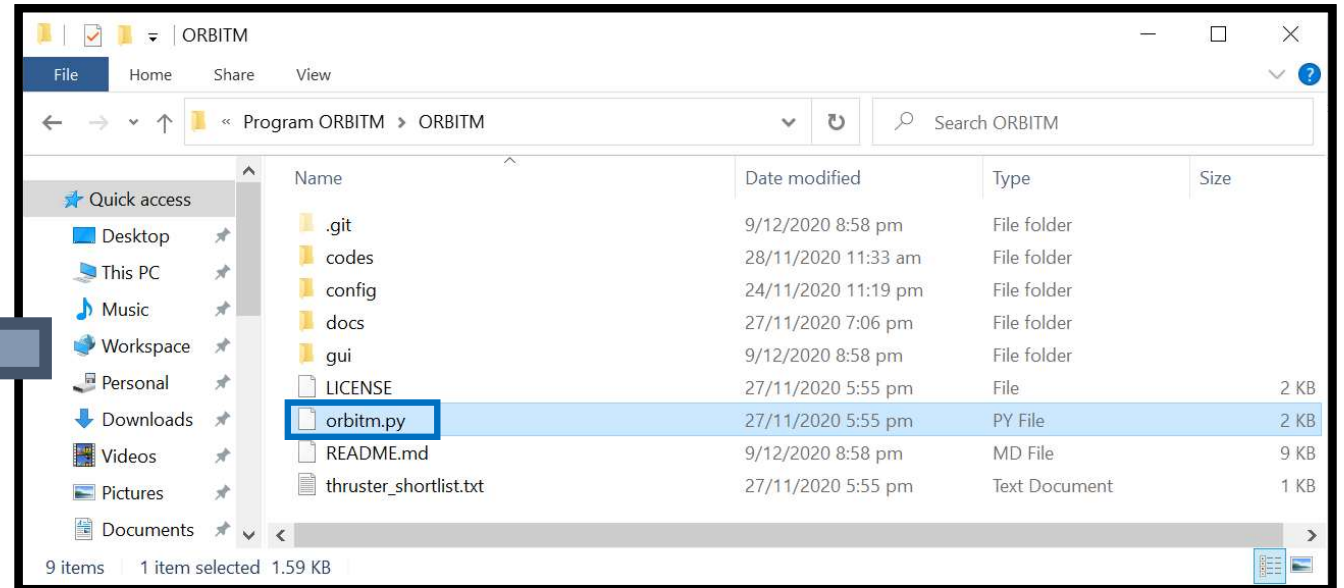 ORBITM
File Home Share View
« Program ORBITM > ORBITM Search ORBITM
Name Date modified Type Size
Quick access
Desktop
This PC
Music
Workspace
Personal
Downloads
Videos
Pictures
Documents
.git 9/12/2020 8:58 pm File folder
codes 28/11/2020 11:33 am File folder
config 24/11/2020 11:19 pm File folder
docs 27/11/2020 7:06 pm File folder
gui 9/12/2020 8:58 pm File folder
LICENSE 27/11/2020 5:55 pm File 2 KB
orbitm.py 27/11/2020 5:55 pm PY File 2 KB
README.md 9/12/2020 8:58 pm MD File 9 KB
thruster_shortlist.txt 27/11/2020 5:55 pm Text Document 1 KB
9 items 1 item selected 1.59 KB